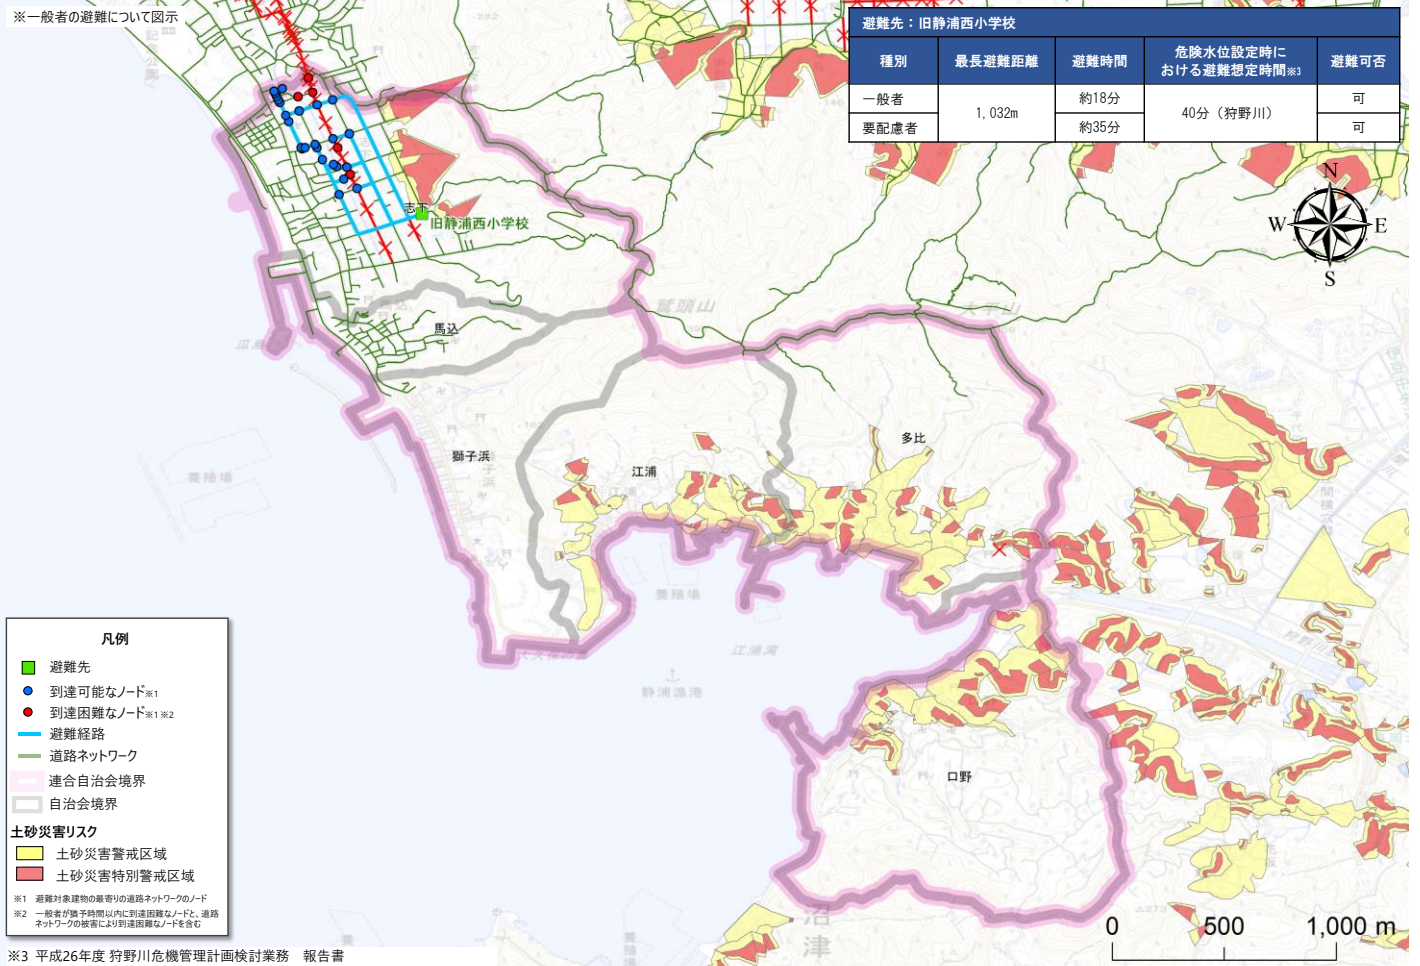 ※一般者の避難について図示
避難先：旧静浦西小学校
種別 最長避難距離 避難時間 危険水位設定時に
おける避難想定時間※3 避難可否
一般者 1,032m 約18分 40分（狩野川） 可
要配慮者 約35分 可
N
W E
S
志下
旧静浦西小学校
鷲頭山
大平山
馬込
獅子浜
江浦
多比
養殖場
養殖場
江浦湾
静浦漁港
口野
沼
津
凡例
避難先
到達可能なノード※1
到達困難なノード※1※2
避難経路
道路ネットワーク
連合自治会境界
自治会境界
土砂災害リスク
土砂災害警戒区域
土砂災害特別警戒区域
※1 避難対象建物の最寄りの道路ネットワークのノード
※2 一般者が猶予時間以内に到達困難なノードと、道路
ネットワークの被害により到達困難なノードを含む
0 500 1,000 m
※3 平成26年度 狩野川危機管理計画検討業務 報告書